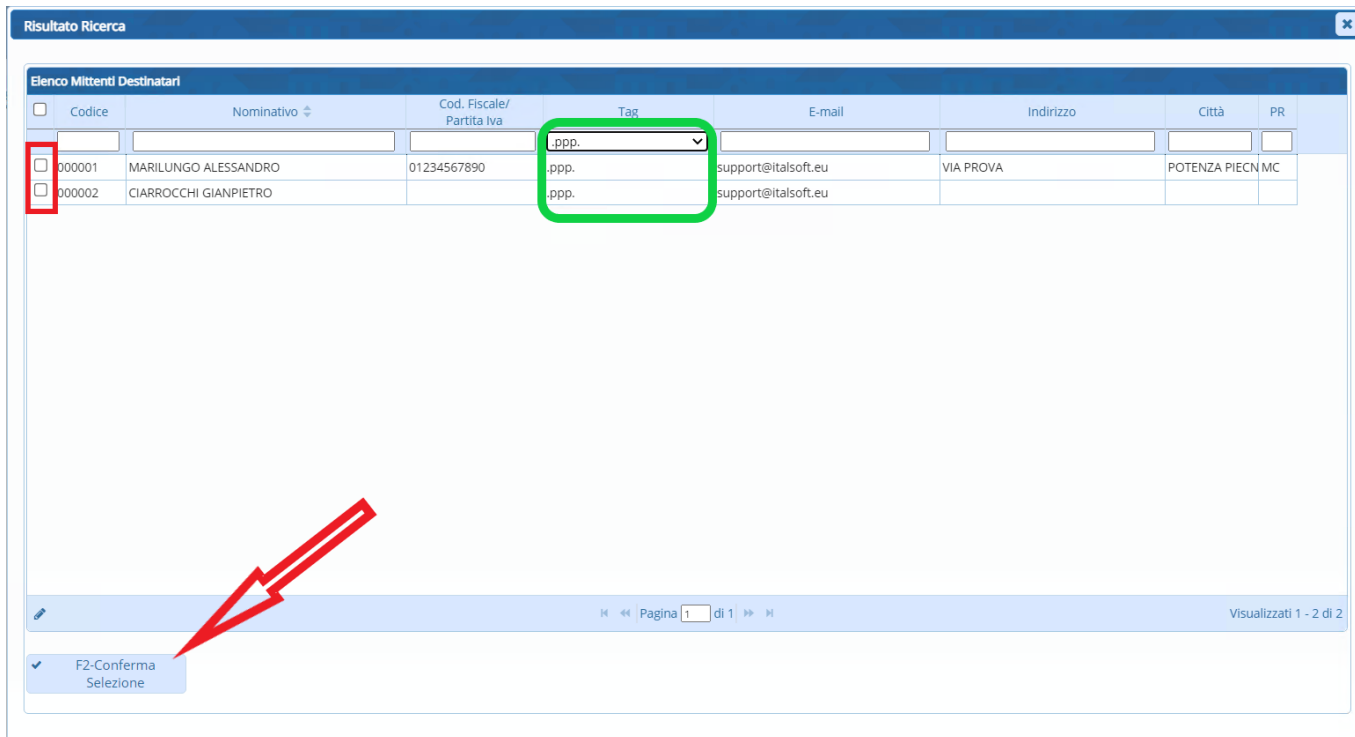 Risultato Ricerca
Elenco Mittenti Destinatari
Codice Nominativo Cod. Fiscale/ Partita Iva Tag E-mail Indirizzo Città PR
.ppp.
000001 MARILUNGO ALESSANDRO 01234567890 .ppp. support@italsoft.eu VIA PROVA POTENZA PIECN MC
000002 CIARROCCHI GIANPIETRO .ppp. support@italsoft.eu
Pagina 1 di 1 Visualizzati 1 - 2 di 2
F2-Conferma
Selezione